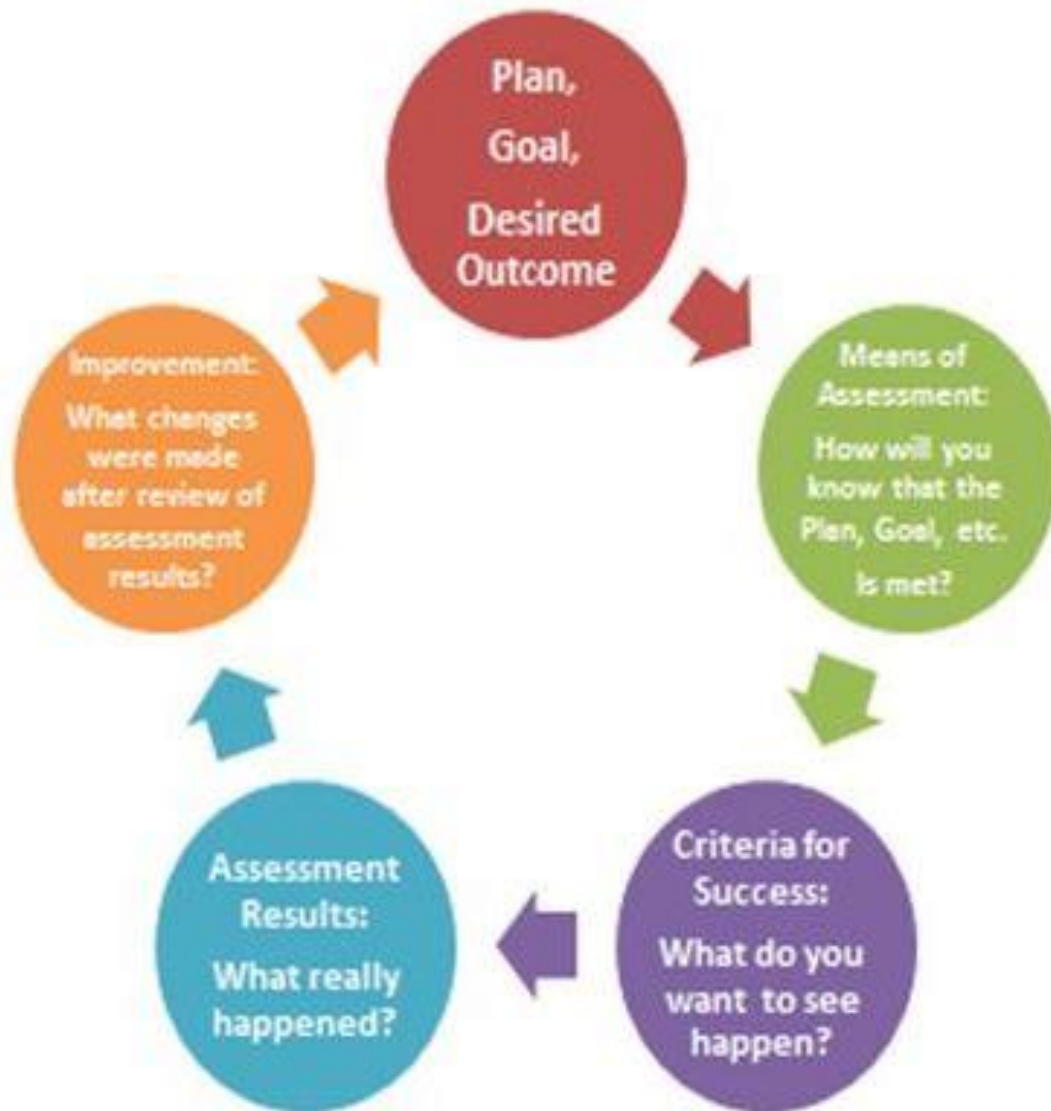 Plan,
Goal,
Desired
Outcome
Means of
Assessment:
How will you
know that the
Plan, Goal, etc.
Is met?
Criteria for
Success:
What do you
want to see
happen?
Assessment
Results:
What really
happened?
Improvement:
What changes
were made
after review of
assessment
results?